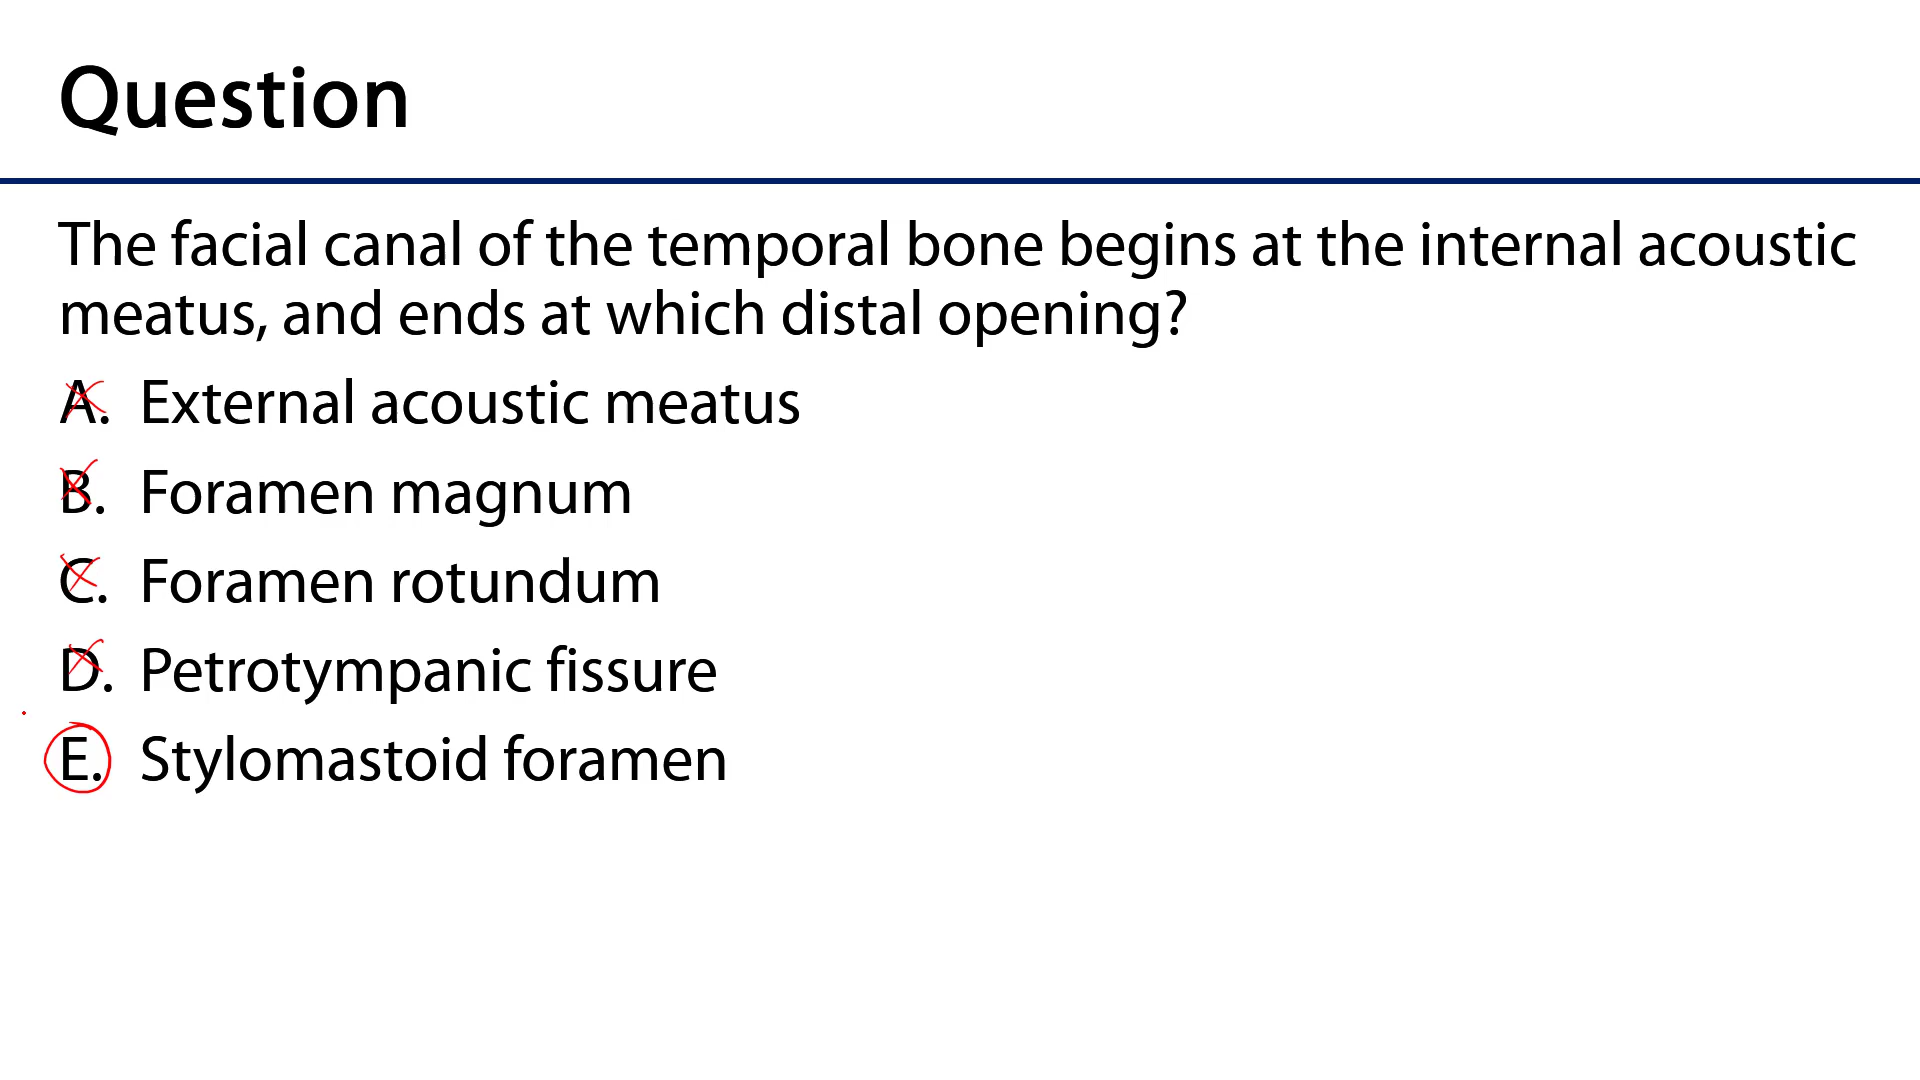 Question
The facial canal of the temporal bone begins at the internal acoustic
meatus, and ends at which distal opening?
A. External acoustic meatus
B. Foramen magnum
C. Foramen rotundum
D. Petrotympanic fissure
E. Stylomastoid foramen